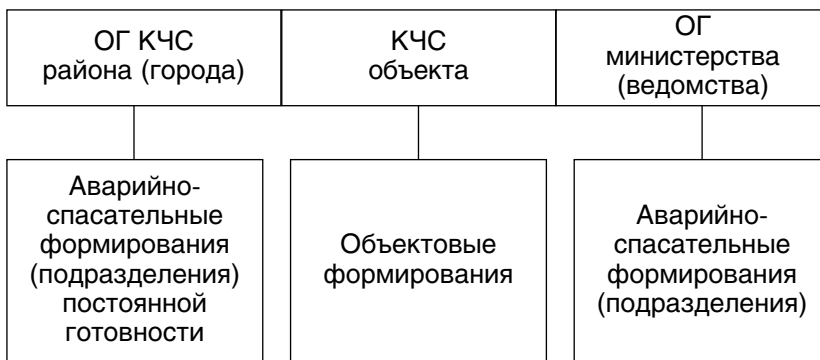 ОГ КЧС
района (города)
КЧС
объекта
ОГ
министерства
(ведомства)
Аварийно-
спасательные
формирования
(подразделения)
постоянной
готовности
Объектовые
формирования
Аварийно-
спасательные
формирования
(подразделения)